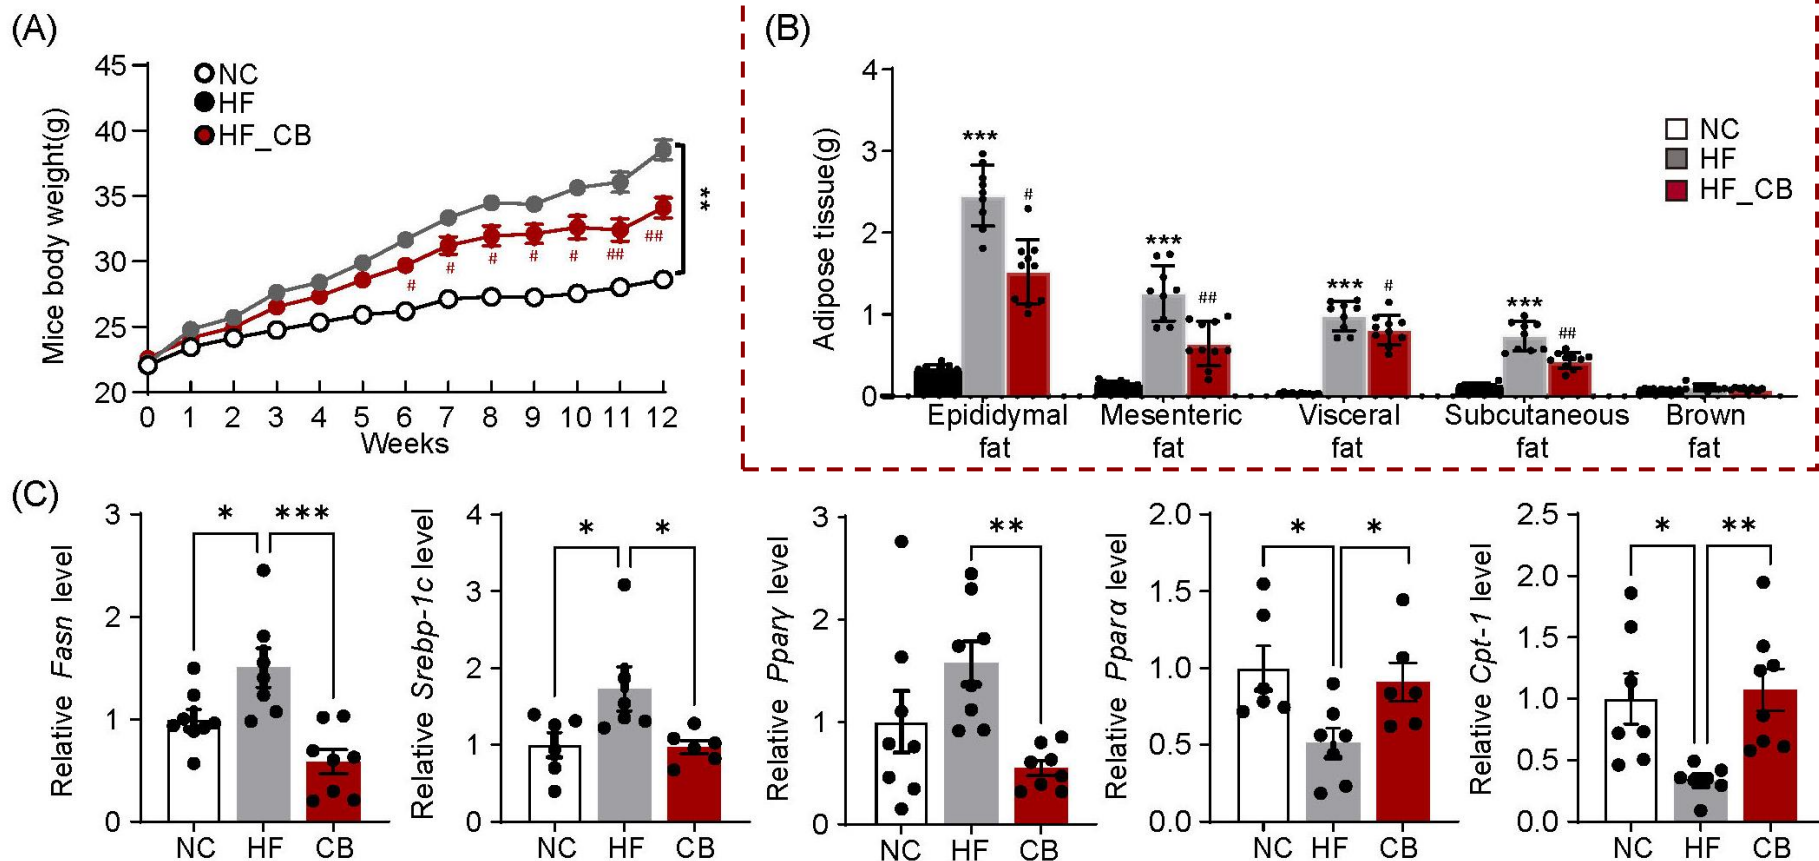 (A)
Mice body weight(g)
45
40
35
30
25
20
NC
HF
HF_CB
**
# # # # # ## ##
0 1 2 3 4 5 6 7 8 9 10 11 12
Weeks
(B)
Adipose tissue(g)
4
3
2
1
0
NC
HF
HF_CB
*** # *** ## *** # *** ##
Epididymal fat
Mesenteric fat
Visceral fat
Subcutaneous fat
Brown fat
(C)
Relative Fasn level
3
2
1
0
* ***
NC HF CB
Relative Srebp-1c level
4
3
2
1
0
* *
NC HF CB
Relative Pparγ level
3
2
1
0
**
NC HF CB
Relative Pparα level
2.0
1.5
1.0
0.5
0.0
* *
NC HF CB
Relative Cpt-1 level
2.5
2.0
1.5
1.0
0.5
0.0
* **
NC HF CB